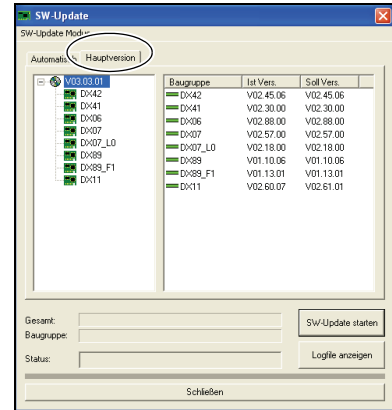 SW-Update
SW-Update Modus
Hauptversion
V03.03.01
DX42
DX41
DX06
DX07
DX07_L0
DX89
DX89_F1
DX11
Baugruppe Ist Vers. Soll Vers.
DX42 V02.45.06 V02.45.06
DX41 V02.30.00 V02.30.00
DX06 V02.88.00 V02.88.00
DX07 V02.57.00 V02.57.00
DX07_L0 V02.18.00 V02.18.00
DX89 V01.10.06 V01.10.06
DX89_F1 V01.13.01 V01.13.01
DX11 V02.60.07 V02.61.01
Gesamt:
Baugruppe:
Status:
SW-Update starten
Logfile anzeigen
Schließen